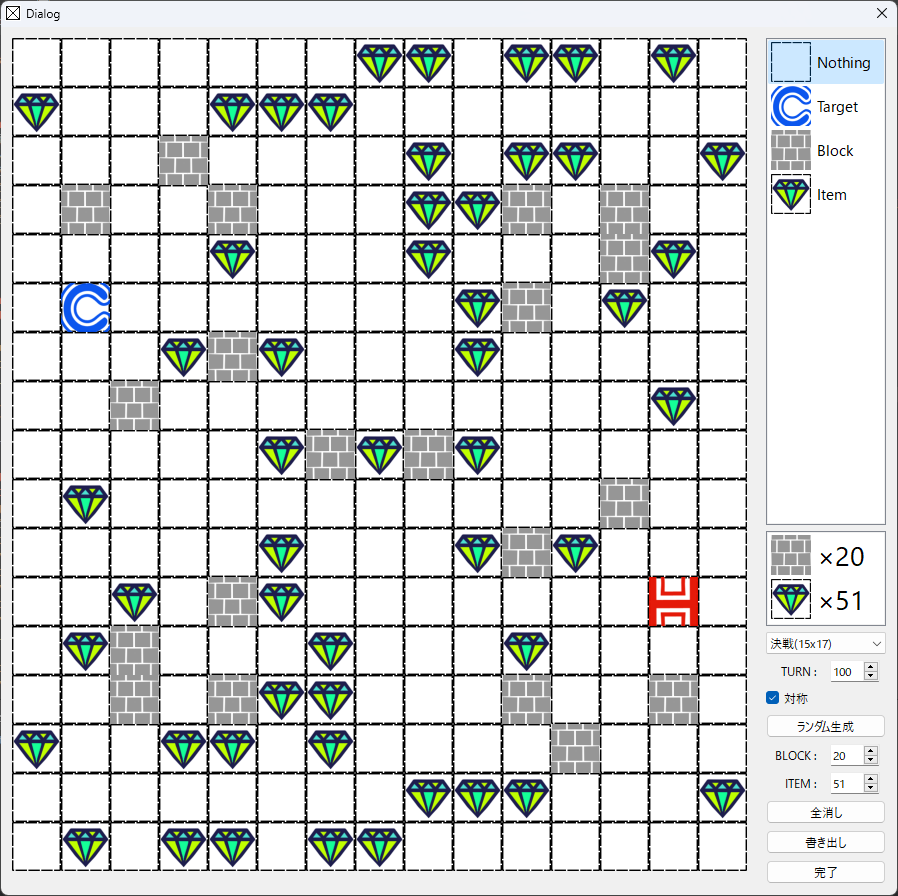 Dialog
Nothing
Target
Block
Item
×20
×51
決戦(15x17)
TURN : 100
対称
ランダム生成
BLOCK : 20
ITEM : 51
全消し
書き出し
完了